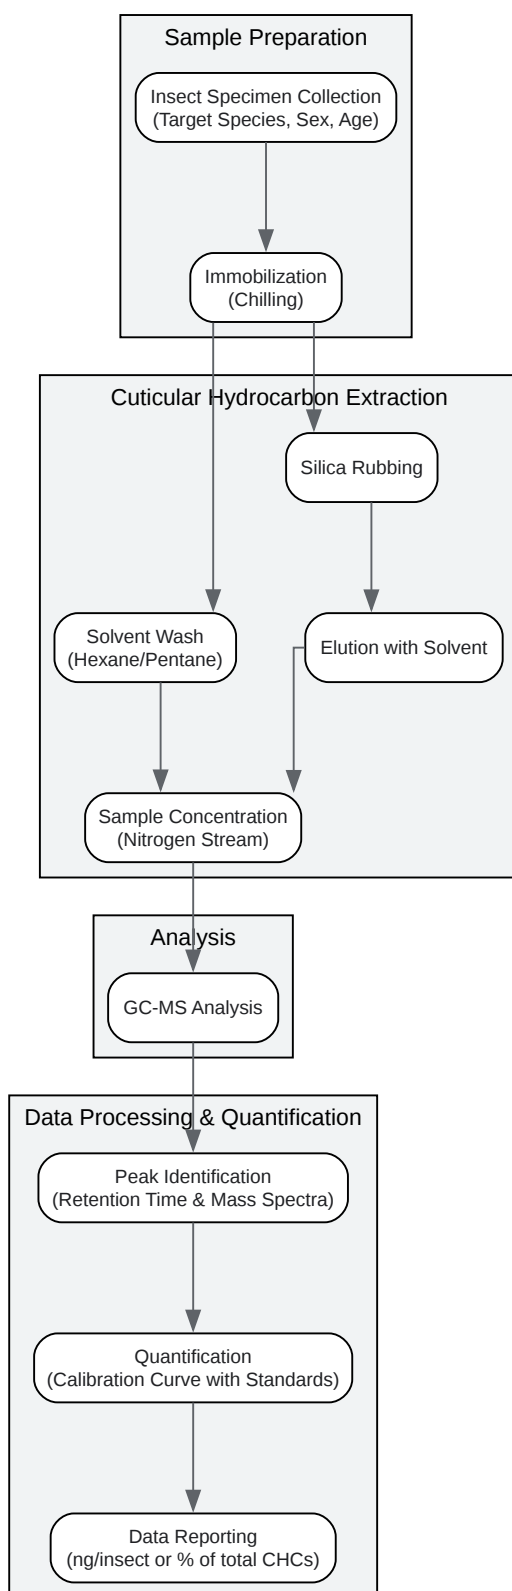 Sample Preparation
Insect Specimen Collection
(Target Species, Sex, Age)
Immobilization
(Chilling)
Cuticular Hydrocarbon Extraction
Silica Rubbing
Solvent Wash
(Hexane/Pentane)
Elution with Solvent
Sample Concentration
(Nitrogen Stream)
Analysis
GC-MS Analysis
Data Processing & Quantification
Peak Identification
(Retention Time & Mass Spectra)
Quantification
(Calibration Curve with Standards)
Data Reporting
(ng/insect or % of total CHCs)